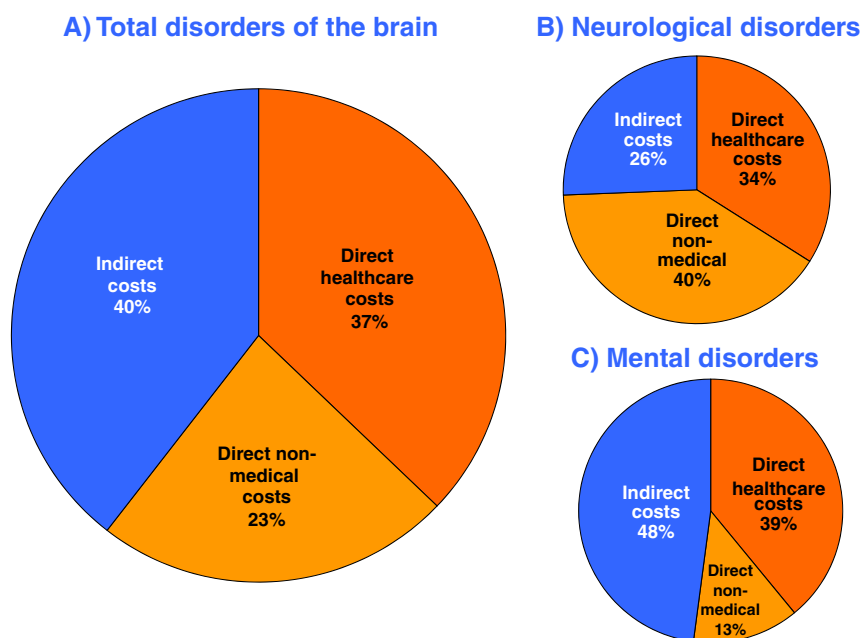 A) Total disorders of the brain
Indirect
costs
40%
Direct
healthcare
costs
37%
Direct non-
medical
costs
23%
B) Neurological disorders
Indirect
costs
26%
Direct
healthcare
costs
34%
Direct
non-
medical
40%
C) Mental disorders
Indirect
costs
48%
Direct
healthcare
costs
39%
Direct
non-
medical
13%